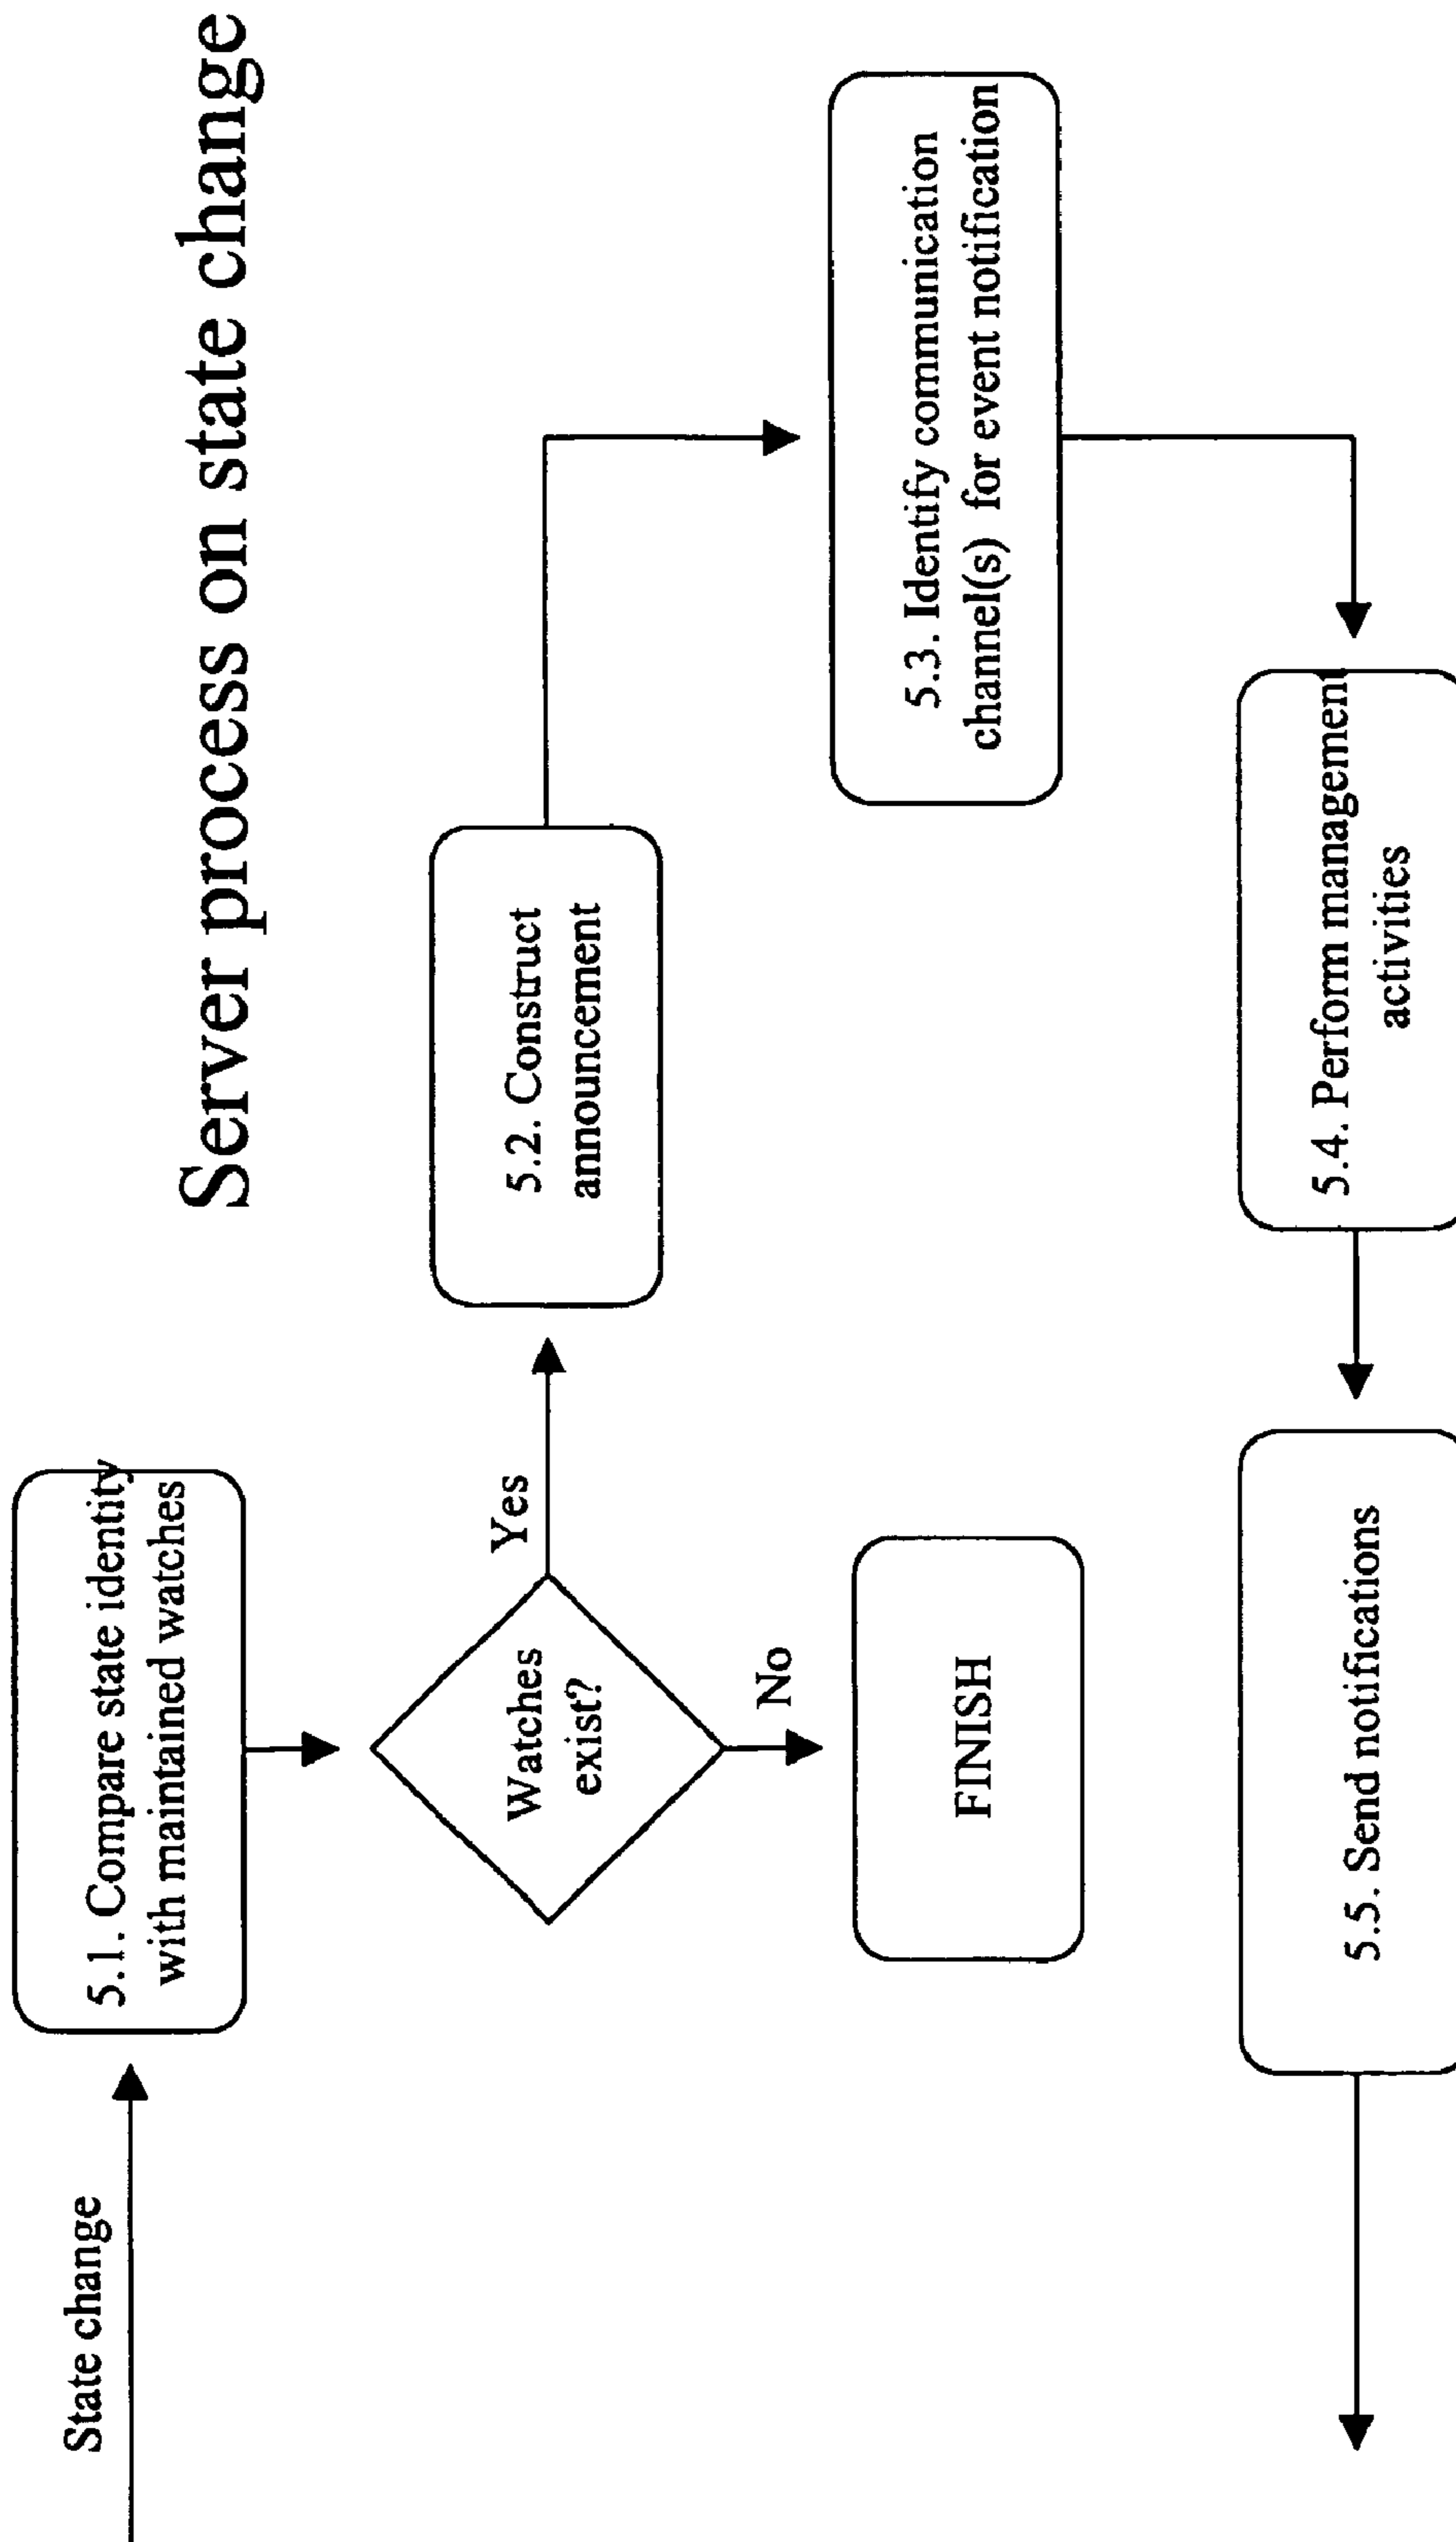 Server process on state change
State change
5.1. Compare state identity
with maintained watches
Watches
exist?
Yes
No
FINISH
5.2. Construct
announcement
5.3. Identify communication
channel(s) for event notification
5.4. Perform management
activities
5.5. Send notifications